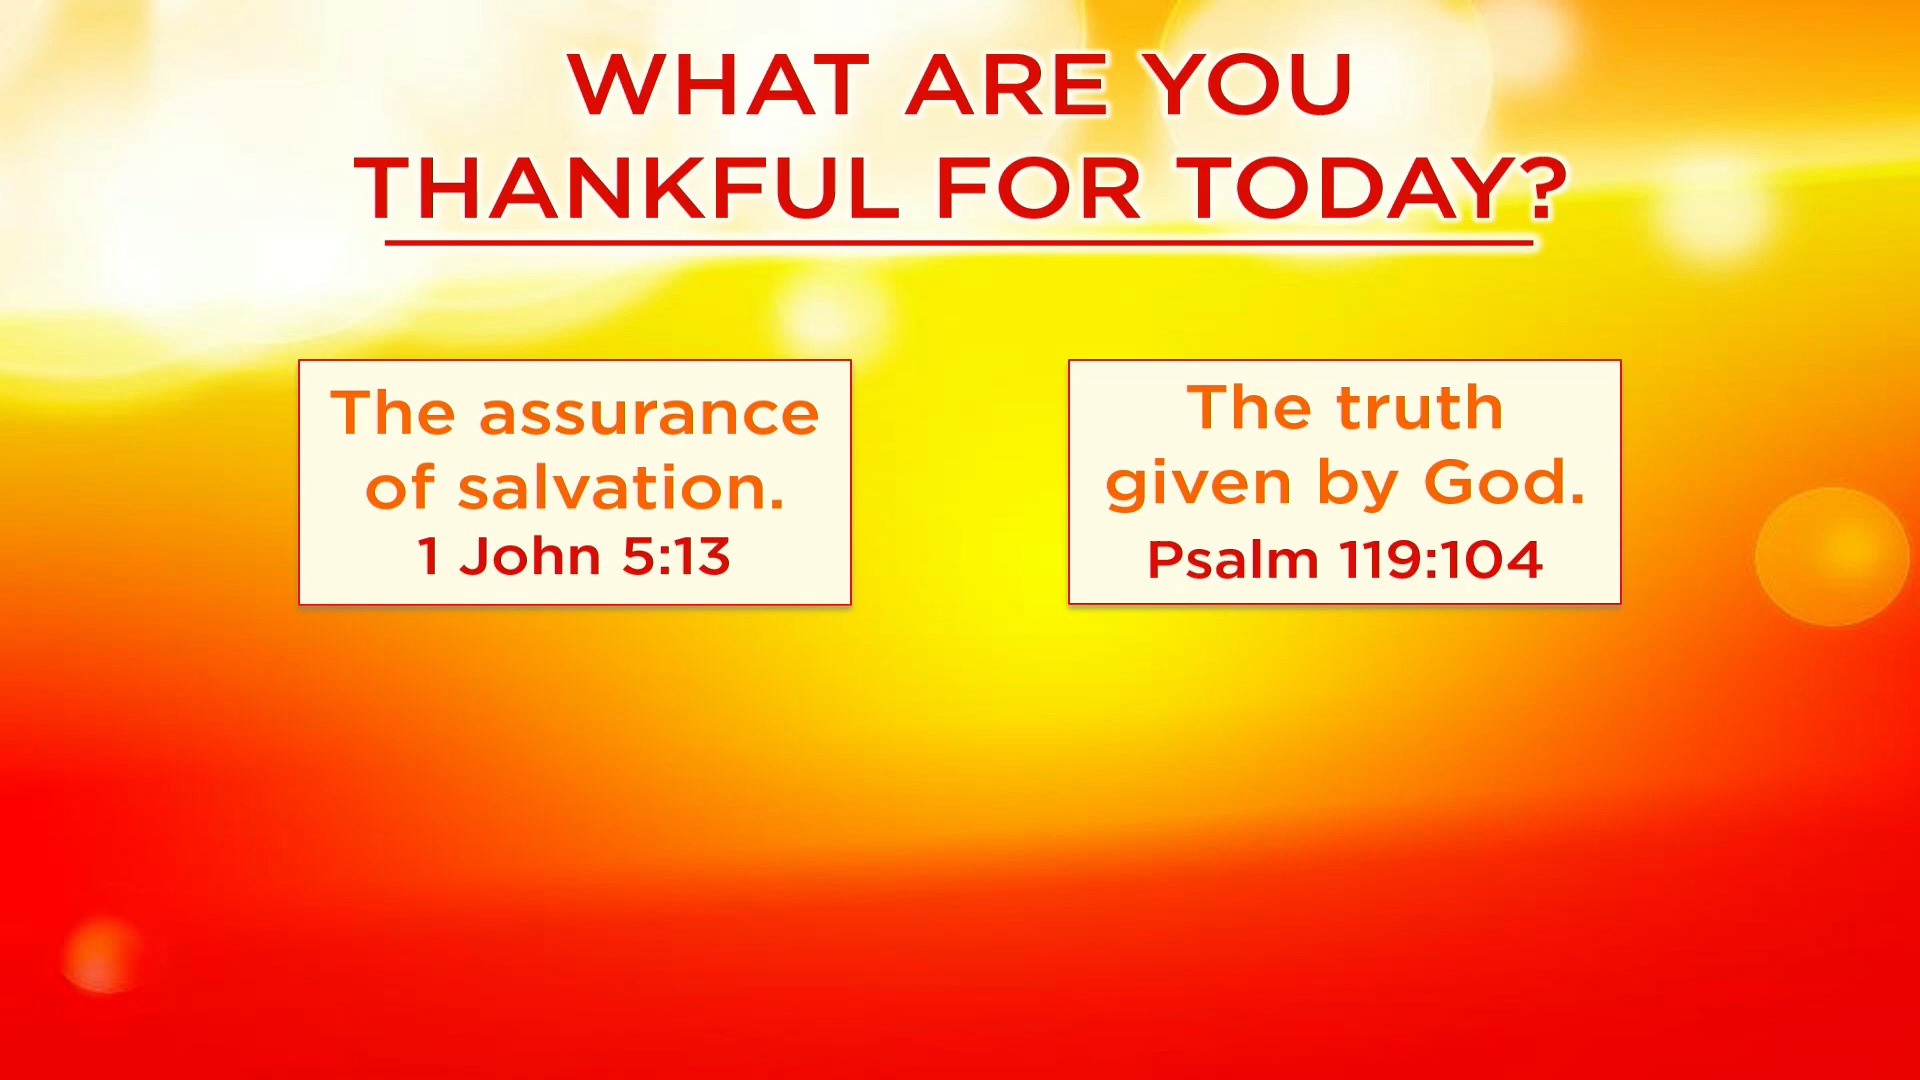 WHAT ARE YOU
THANKFUL FOR TODAY?
The assurance
of salvation.
1 John 5:13
The truth
given by God.
Psalm 119:104